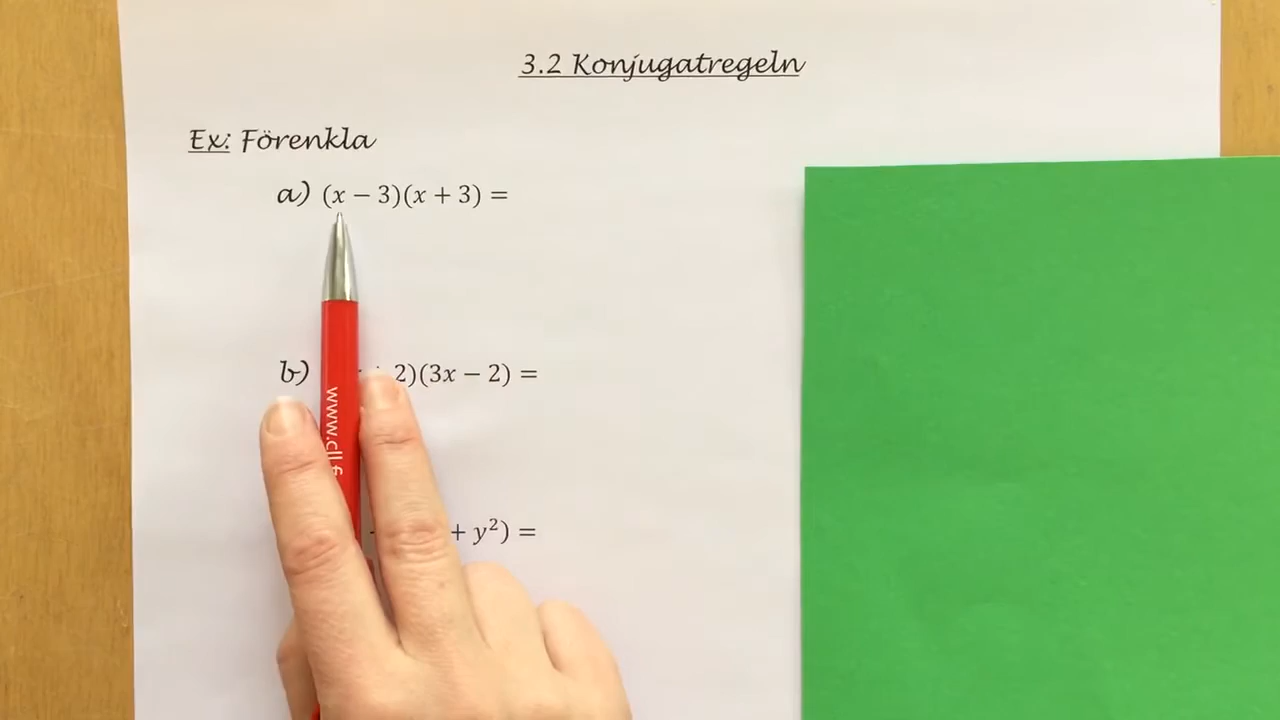 3.2 Konjugatregeln
Ex: Förenkla
a) (x − 3)(x + 3) =
b) 2)(3x − 2) =
+ y²) =
www.cll.f